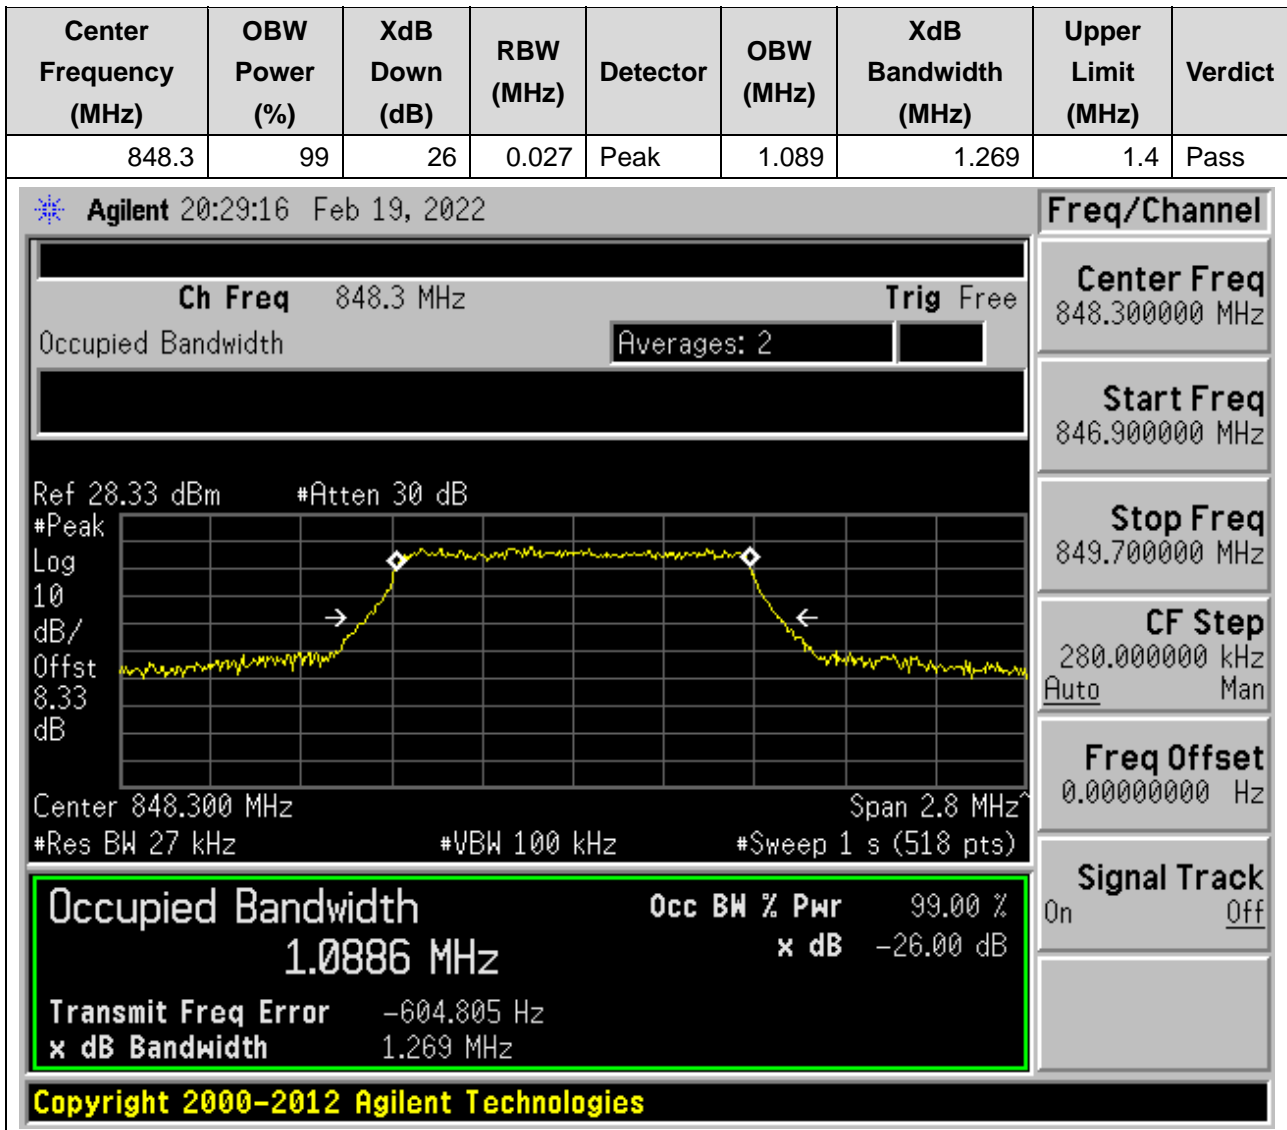 Center Frequency (MHz) OBW Power (%) XdB Down (dB) RBW (MHz) Detector OBW (MHz) XdB Bandwidth (MHz) Upper Limit (MHz) Verdict
848.3 99 26 0.027 Peak 1.089 1.269 1.4 Pass
Agilent 20:29:16 Feb 19, 2022
Freq/Channel
Ch Freq 848.3 MHz Trig Free
Occupied Bandwidth Averages: 2
Ref 28.33 dBm #Atten 30 dB
#Peak
Log
10
dB/
Offst
8.33
dB
Center 848.300 MHz Span 2.8 MHz^
#Res BW 27 kHz #VBW 100 kHz #Sweep 1 s (518 pts)
Occupied Bandwidth Occ BW % Pwr 99.00 %
1.0886 MHz x dB -26.00 dB
Transmit Freq Error -604.805 Hz
x dB Bandwidth 1.269 MHz
Center Freq
848.300000 MHz
Start Freq
846.900000 MHz
Stop Freq
849.700000 MHz
CF Step
280.000000 kHz
Auto Man
Freq Offset
0.00000000 Hz
Signal Track
On Off
Copyright 2000-2012 Agilent Technologies